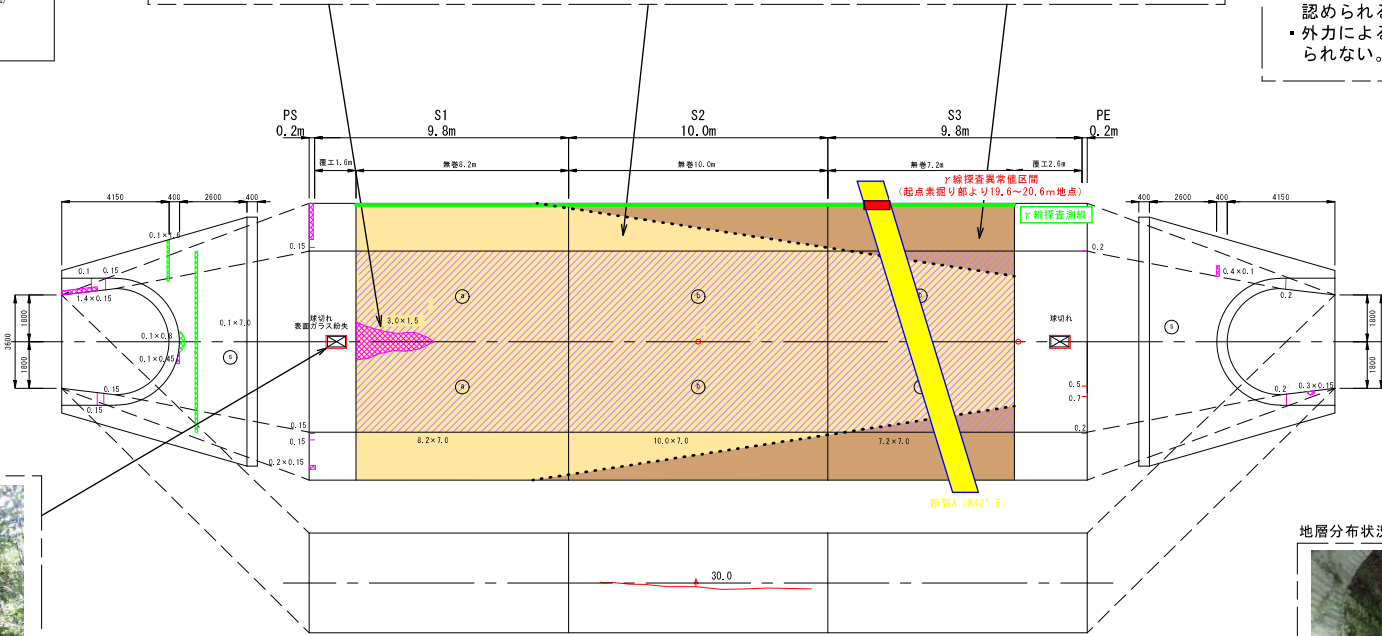 認められる
・外力による
られない。
PS
0.2m
S1
9.8m
S2
10.0m
S3
9.8m
PE
0.2m
覆工1.6m
無巻8.2m
無巻10.0m
無巻7.2m
覆工2.6m
γ線探査異常値区間
(起点素掘り部より19.6~20.6m地点)
γ線探査測線
4150
400
2600
400
400
2600
400
4150
0.1×1.6
0.15
0.2
0.1
0.15
1.4×0.15
0.4×0.1
0.2
3600
1800
1800
0.1×0.8
0.1×7.0
0.1×0.45
s
球切れ
表面ガラス紛失
3.0×1.5
a
b
b
球切れ
s
1800
1800
a
b
b
0.5
0.7
0.15
0.15
0.2
0.3×0.15
0.15
0.15
0.2
8.2×7.0
10.0×7.0
7.2×7.0
0.2×0.15
断層A (N42°E)
30.0
地層分布状況